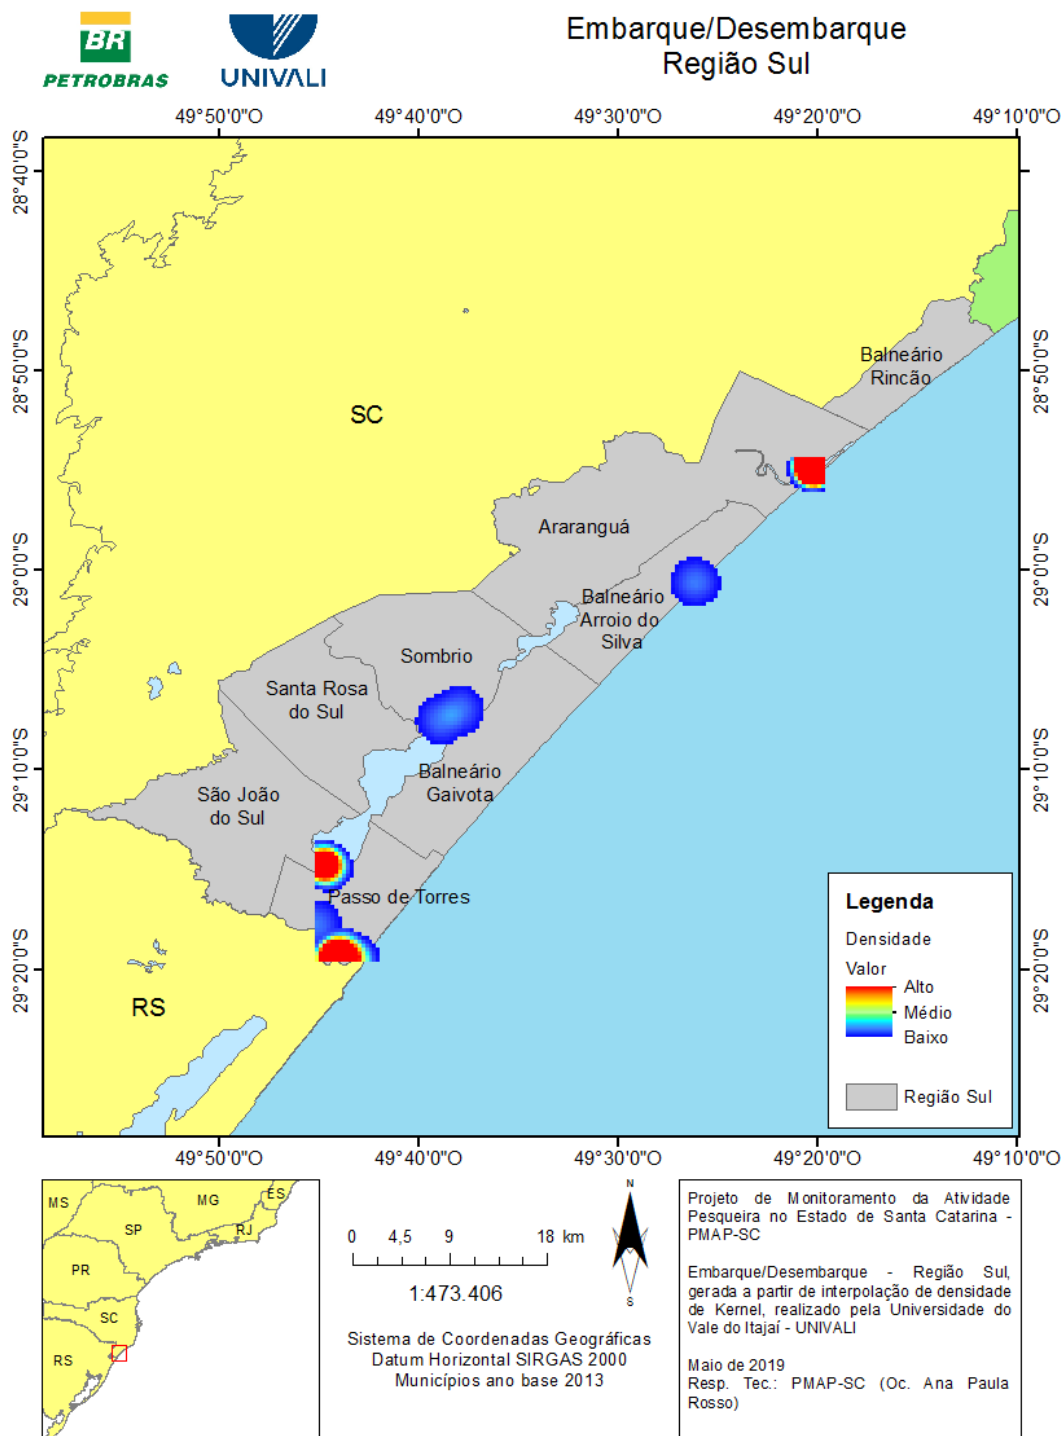 BR
PETROBRAS
UNIVALI
Embarque/Desembarque
Região Sul
49°50'0"O
49°40'0"O
49°30'0"O
49°20'0"O
49°10'0"O
28°40'0"S
28°50'0"S
28°50'0"S
29°0'0"S
29°0'0"S
29°10'0"S
29°10'0"S
29°20'0"S
29°20'0"S
SC
Balneário
Rincão
Araranguá
Balneário
Arroio do
Silva
Sombrio
Santa Rosa
do Sul
Balneário
Gaivota
São João
do Sul
Passo de Torres
RS
Legenda
Densidade
Valor
Alto
Médio
Baixo
Região Sul
49°50'0"O
49°40'0"O
49°30'0"O
49°20'0"O
49°10'0"O
MS
MG
ES
SP
RJ
PR
SC
RS
0 4,5 9 18 km
1:473.406
N
S
Sistema de Coordenadas Geográficas
Datum Horizontal SIRGAS 2000
Municípios ano base 2013
Projeto de Monitoramento da Atividade
Pesqueira no Estado de Santa Catarina -
PMAP-SC
Embarque/Desembarque - Região Sul,
gerada a partir de interpolação de densidade
de Kernel, realizado pela Universidade do
Vale do Itajaí - UNIVALI
Maio de 2019
Resp. Tec.: PMAP-SC (Oc. Ana Paula
Rosso)